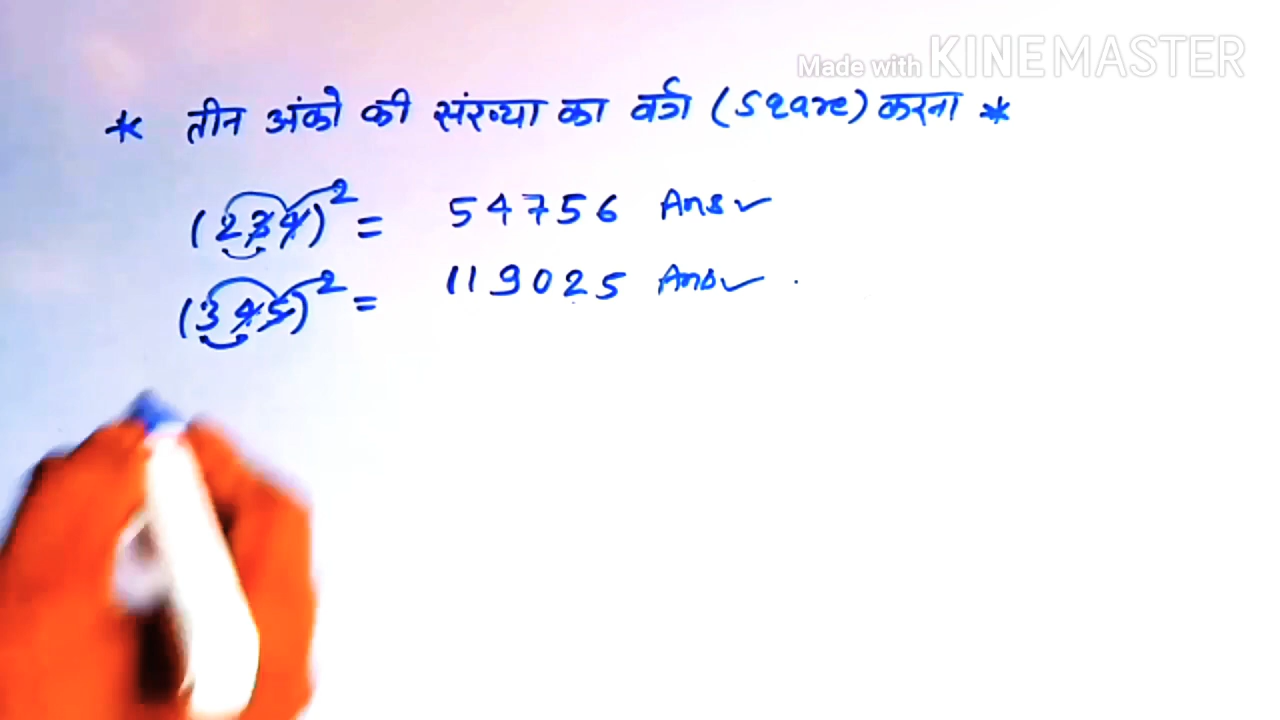 Made with KINEMASTER
* तीन अंको की संख्या का वर्ग (Sqare) करना *
(234)² = 54756 Ans
(345)² = 119025 Ans